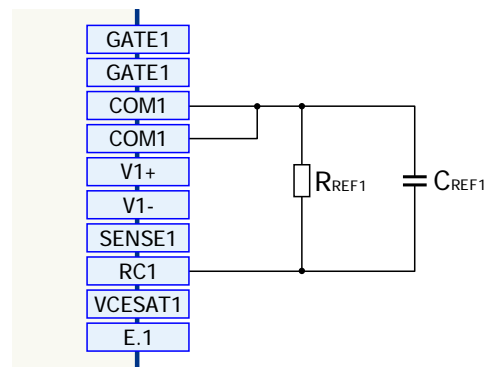 GATE1
GATE1
COM1
COM1
V1+
V1-
SENSE1
RC1
VCESAT1
E.1
RREF1
CREF1